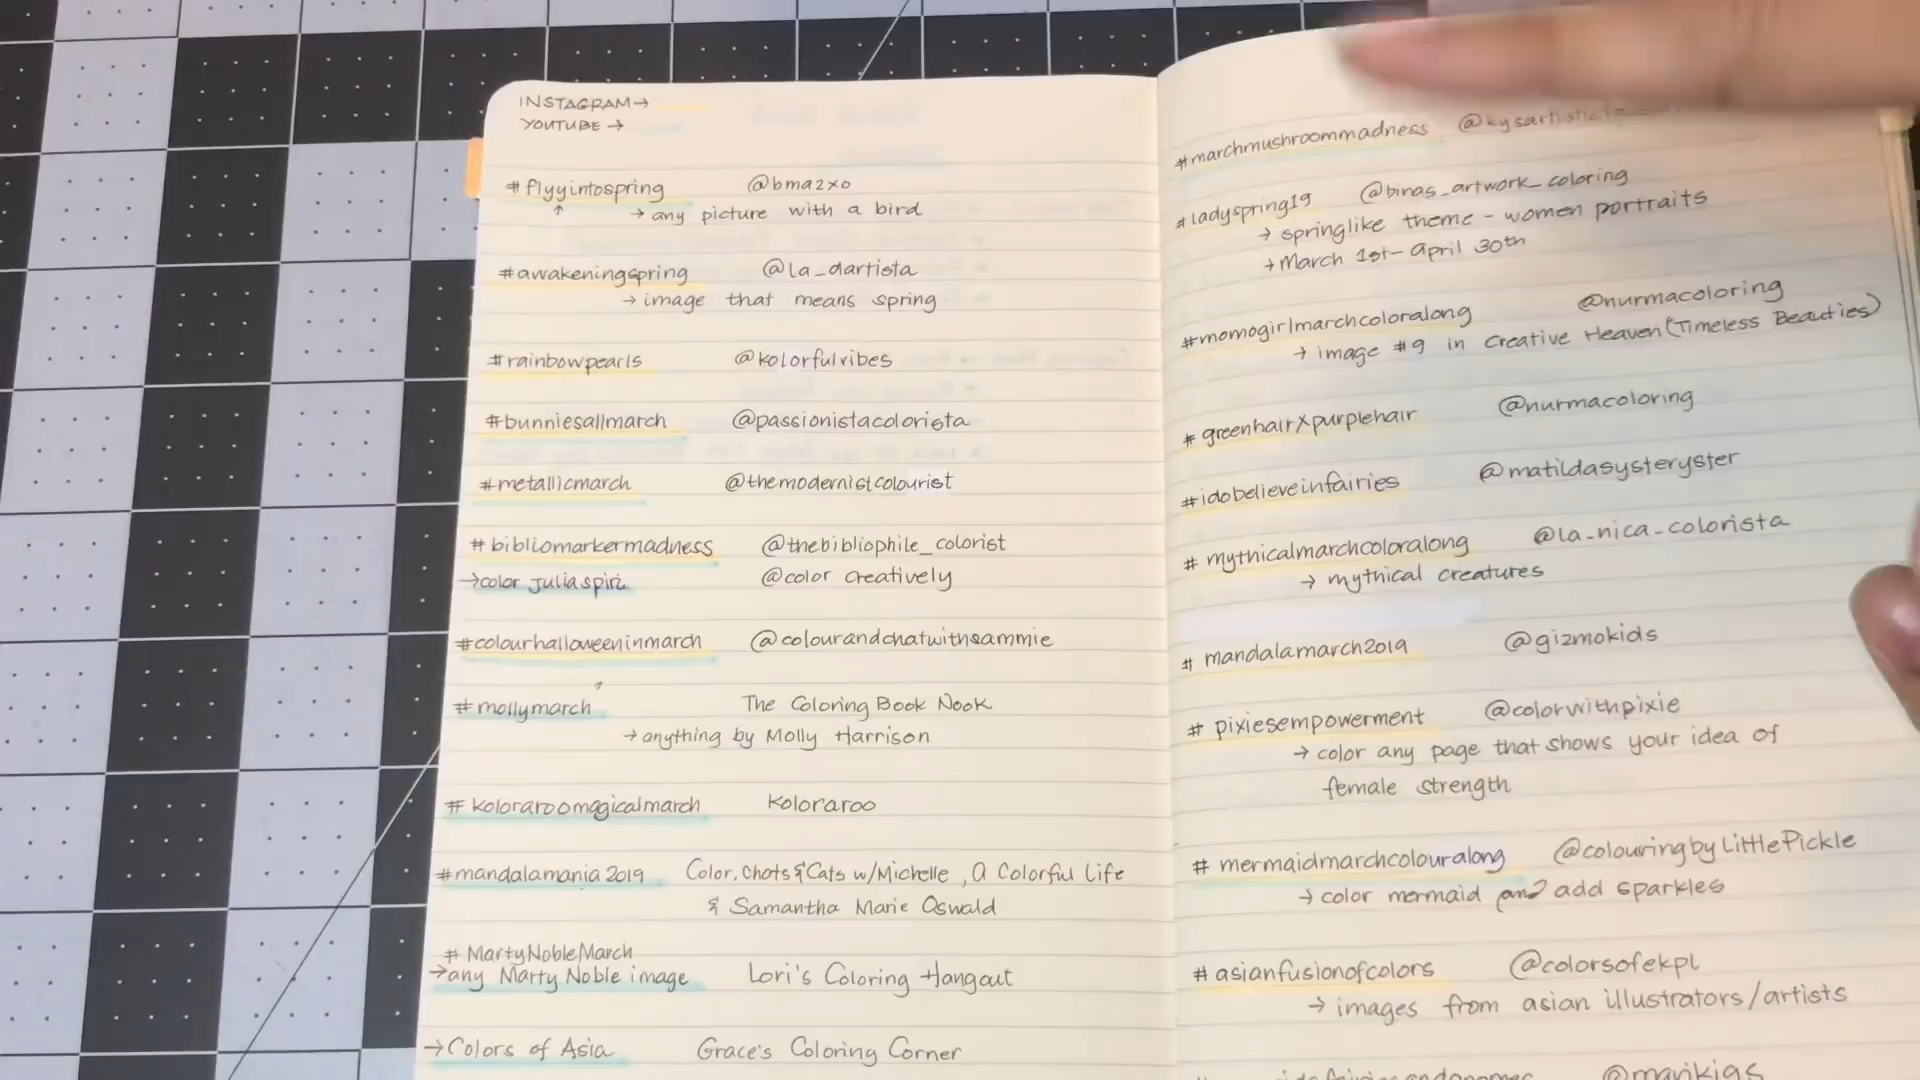 INSTAGRAM→
YOUTUBE →
#flyyintospring @bma2xo
→ any picture with a bird
#awakeningspring @la_dartista
→ image that means spring
#rainbowpearls @kolorfulvibes
#bunniesallmarch @passionistacolorista
#metallicmarch @themodernistcolourist
#bibliomarkermadness @thebibliophile_colorist
→color Julia Spiri @color creatively
#colourhalloweeninmarch @colourandchatwithsammie
#mollymarch The Coloring Book Nook
→ anything by Molly Harrison
#koloraroomagicalmarch Koloraroo
#mandalamania2019 Color, Chats & Cats w/Michelle, A Colorful Life
& Samantha Marie Oswald
# MartyNobleMarch
→any Marty Noble image Lori's Coloring Hangout
→ Colors of Asia Grace's Coloring Corner
#marchmushroommadness
#ladyspring19 @binas_artwork_coloring
→ springlike theme - women portraits
→ March 1st - April 30th
#momogirlmarchcoloralong @nurmacoloring
→ image #9 in Creative Heaven (Timeless Beauties)
#greenhairXpurplehair @nurmacoloring
#idobelieveinfairies @matildasysteryster
#mythicalmarchcoloralong @la_nica_colorista
→ mythical creatures
#mandalamarch2019 @gizmokids
#pixiesempowerment @colorwithpixie
→ color any page that shows your idea of
female strength
#mermaidmarchcolouralong @colouringbyLittlePickle
→ color mermaid and add sparkles
#asianfusionofcolors @colorsofekpl
→ images from asian illustrators/artists